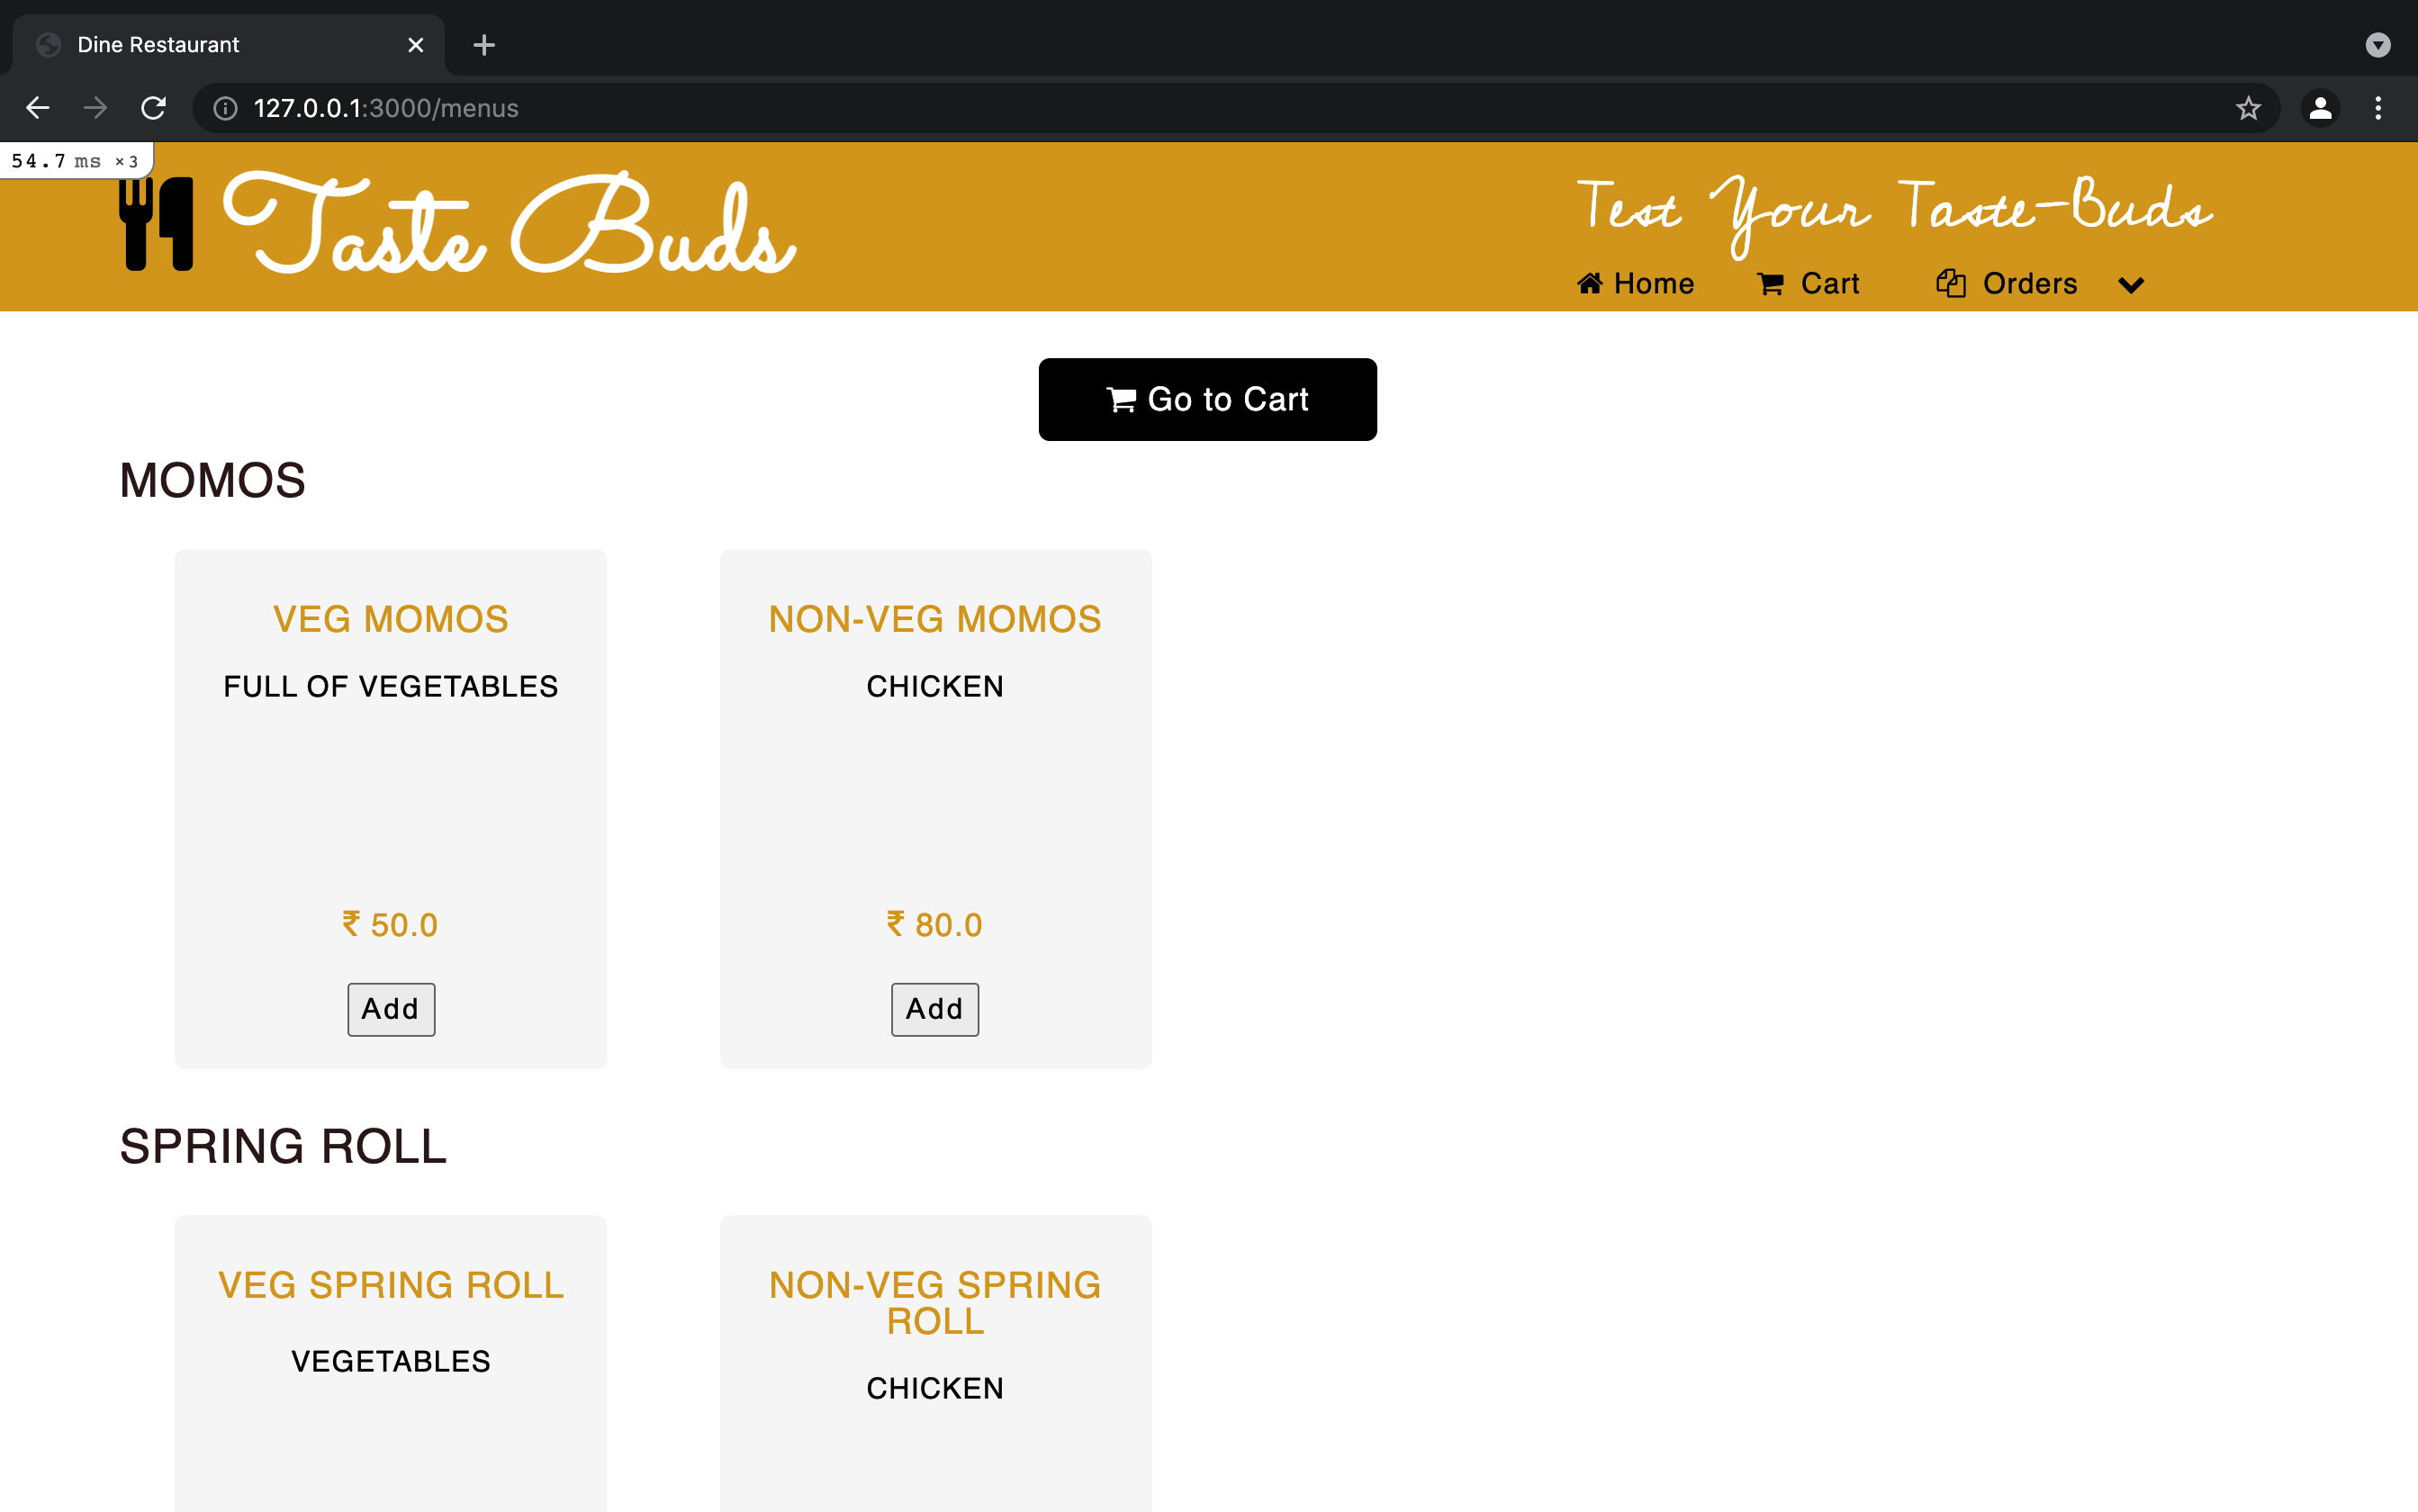 Dine Restaurant
127.0.0.1:3000/menus
54.7 ms ×3
Taste Buds
Test Your Taste-Buds
Home Cart Orders
Go to Cart
MOMOS
VEG MOMOS
FULL OF VEGETABLES
₹ 50.0
Add
NON-VEG MOMOS
CHICKEN
₹ 80.0
Add
SPRING ROLL
VEG SPRING ROLL
VEGETABLES
NON-VEG SPRING
ROLL
CHICKEN